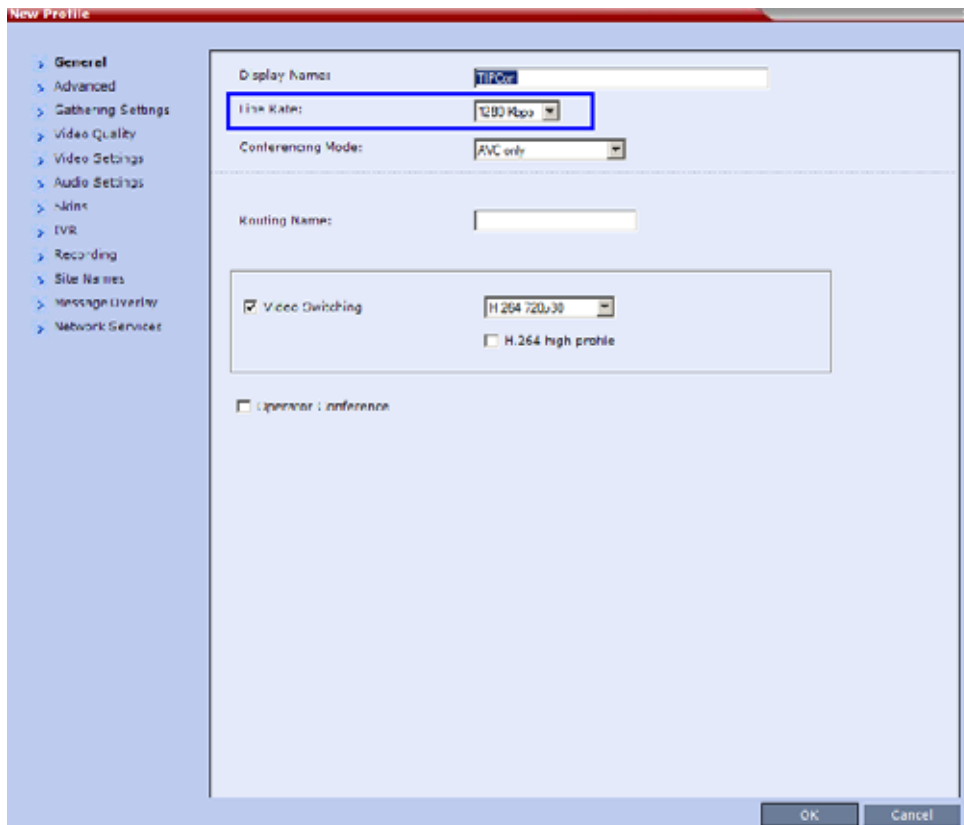 New Profile
General
Advanced
Gathering Settings
Video Quality
Video Settings
Audio Settings
Skins
IVR
Recording
Site Names
Message Overlay
Network Services
Display Name:
Line Rate: 1280 Kbps
Conferencing Mode: AVC only
Routing Name:
Video Switching H.264 720p30
H.264 high profile
Operator Conference
OK Cancel